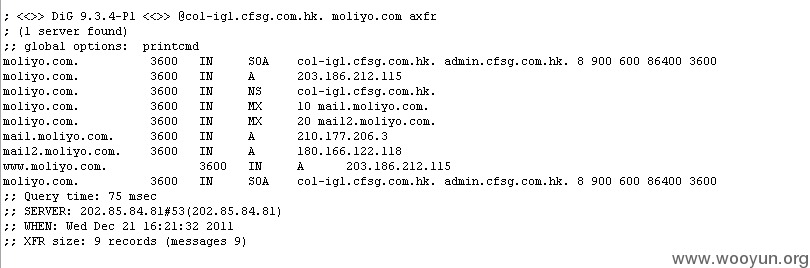 ; <<>> DiG 9.3.4-P1 <<>> @col-igl.cfsg.com.hk. moliyo.com axfr
; (1 server found)
;; global options:  printcmd
moliyo.com. 3600 IN SOA col-igl.cfsg.com.hk. admin.cfsg.com.hk. 8 900 600 86400 3600
moliyo.com. 3600 IN A 203.186.212.115
moliyo.com. 3600 IN NS col-igl.cfsg.com.hk.
moliyo.com. 3600 IN MX 10 mail.moliyo.com.
moliyo.com. 3600 IN MX 20 mail2.moliyo.com.
mail.moliyo.com. 3600 IN A 210.177.206.3
mail2.moliyo.com. 3600 IN A 180.166.122.118
www.moliyo.com. 3600 IN A 203.186.212.115
moliyo.com. 3600 IN SOA col-igl.cfsg.com.hk. admin.cfsg.com.hk. 8 900 600 86400 3600
;; Query time: 75 msec
;; SERVER: 202.85.84.81#53(202.85.84.81)
;; WHEN: Wed Dec 21 16:21:32 2011
;; XFR size: 9 records (messages 9)
www.wooyun.org